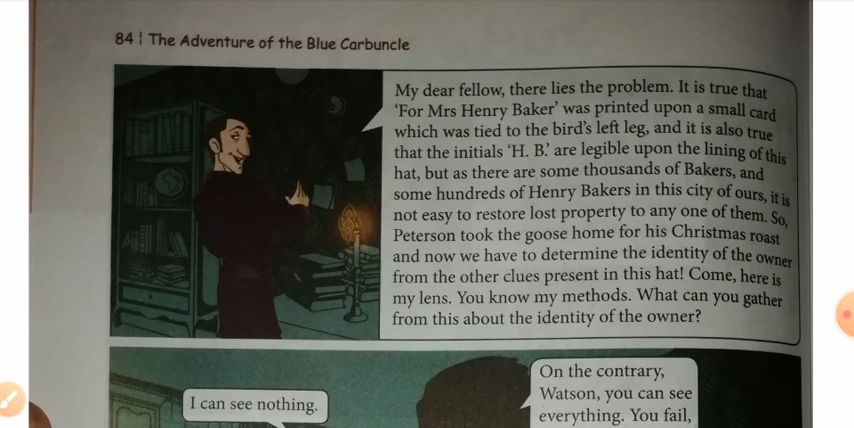 84 | The Adventure of the Blue Carbuncle
My dear fellow, there lies the problem. It is true that
‘For Mrs Henry Baker’ was printed upon a small card
which was tied to the bird’s left leg, and it is also true
that the initials ‘H. B.’ are legible upon the lining of this
hat, but as there are some thousands of Bakers, and
some hundreds of Henry Bakers in this city of ours, it is
not easy to restore lost property to any one of them. So,
Peterson took the goose home for his Christmas roast
and now we have to determine the identity of the owner
from the other clues present in this hat! Come, here is
my lens. You know my methods. What can you gather
from this about the identity of the owner?
I can see nothing.
On the contrary,
Watson, you can see
everything. You fail,